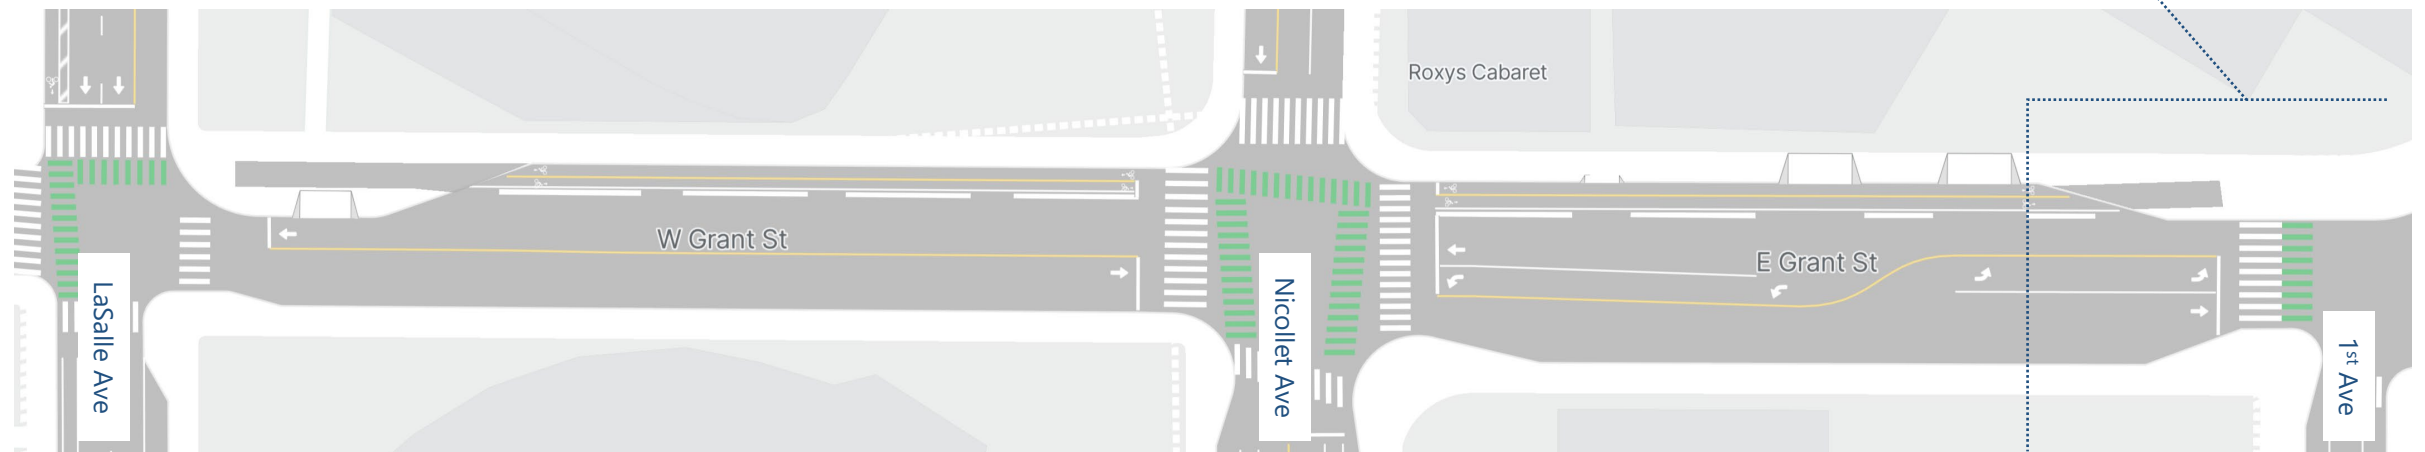 Roxys Cabaret
W Grant St
E Grant St
LaSalle Ave
Nicollet Ave
1st Ave